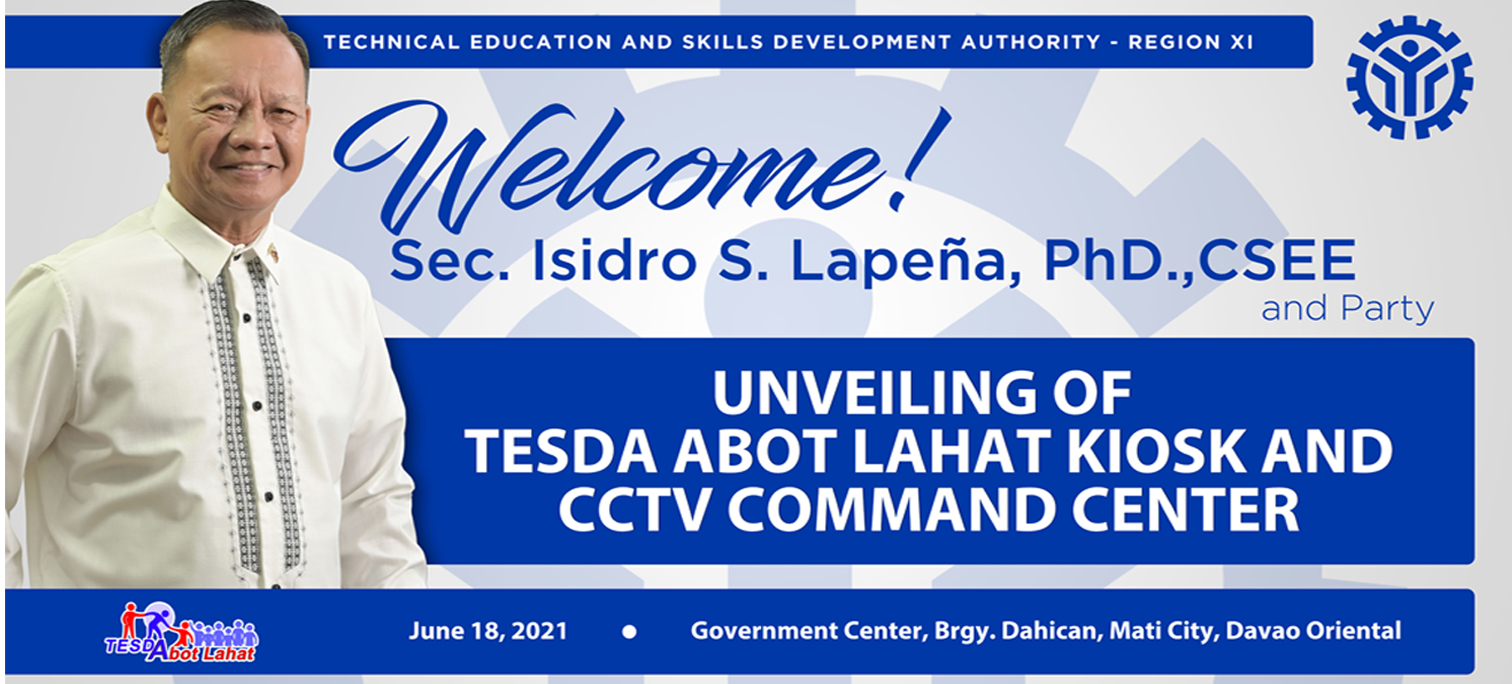 TECHNICAL EDUCATION AND SKILLS DEVELOPMENT AUTHORITY - REGION XI
Welcome!
Sec. Isidro S. Lapeña, PhD.,CSEE
and Party
UNVEILING OF
TESDA ABOT LAHAT KIOSK AND
CCTV COMMAND CENTER
TESDAbot Lahat
June 18, 2021 ● Government Center, Brgy. Dahican, Mati City, Davao Oriental